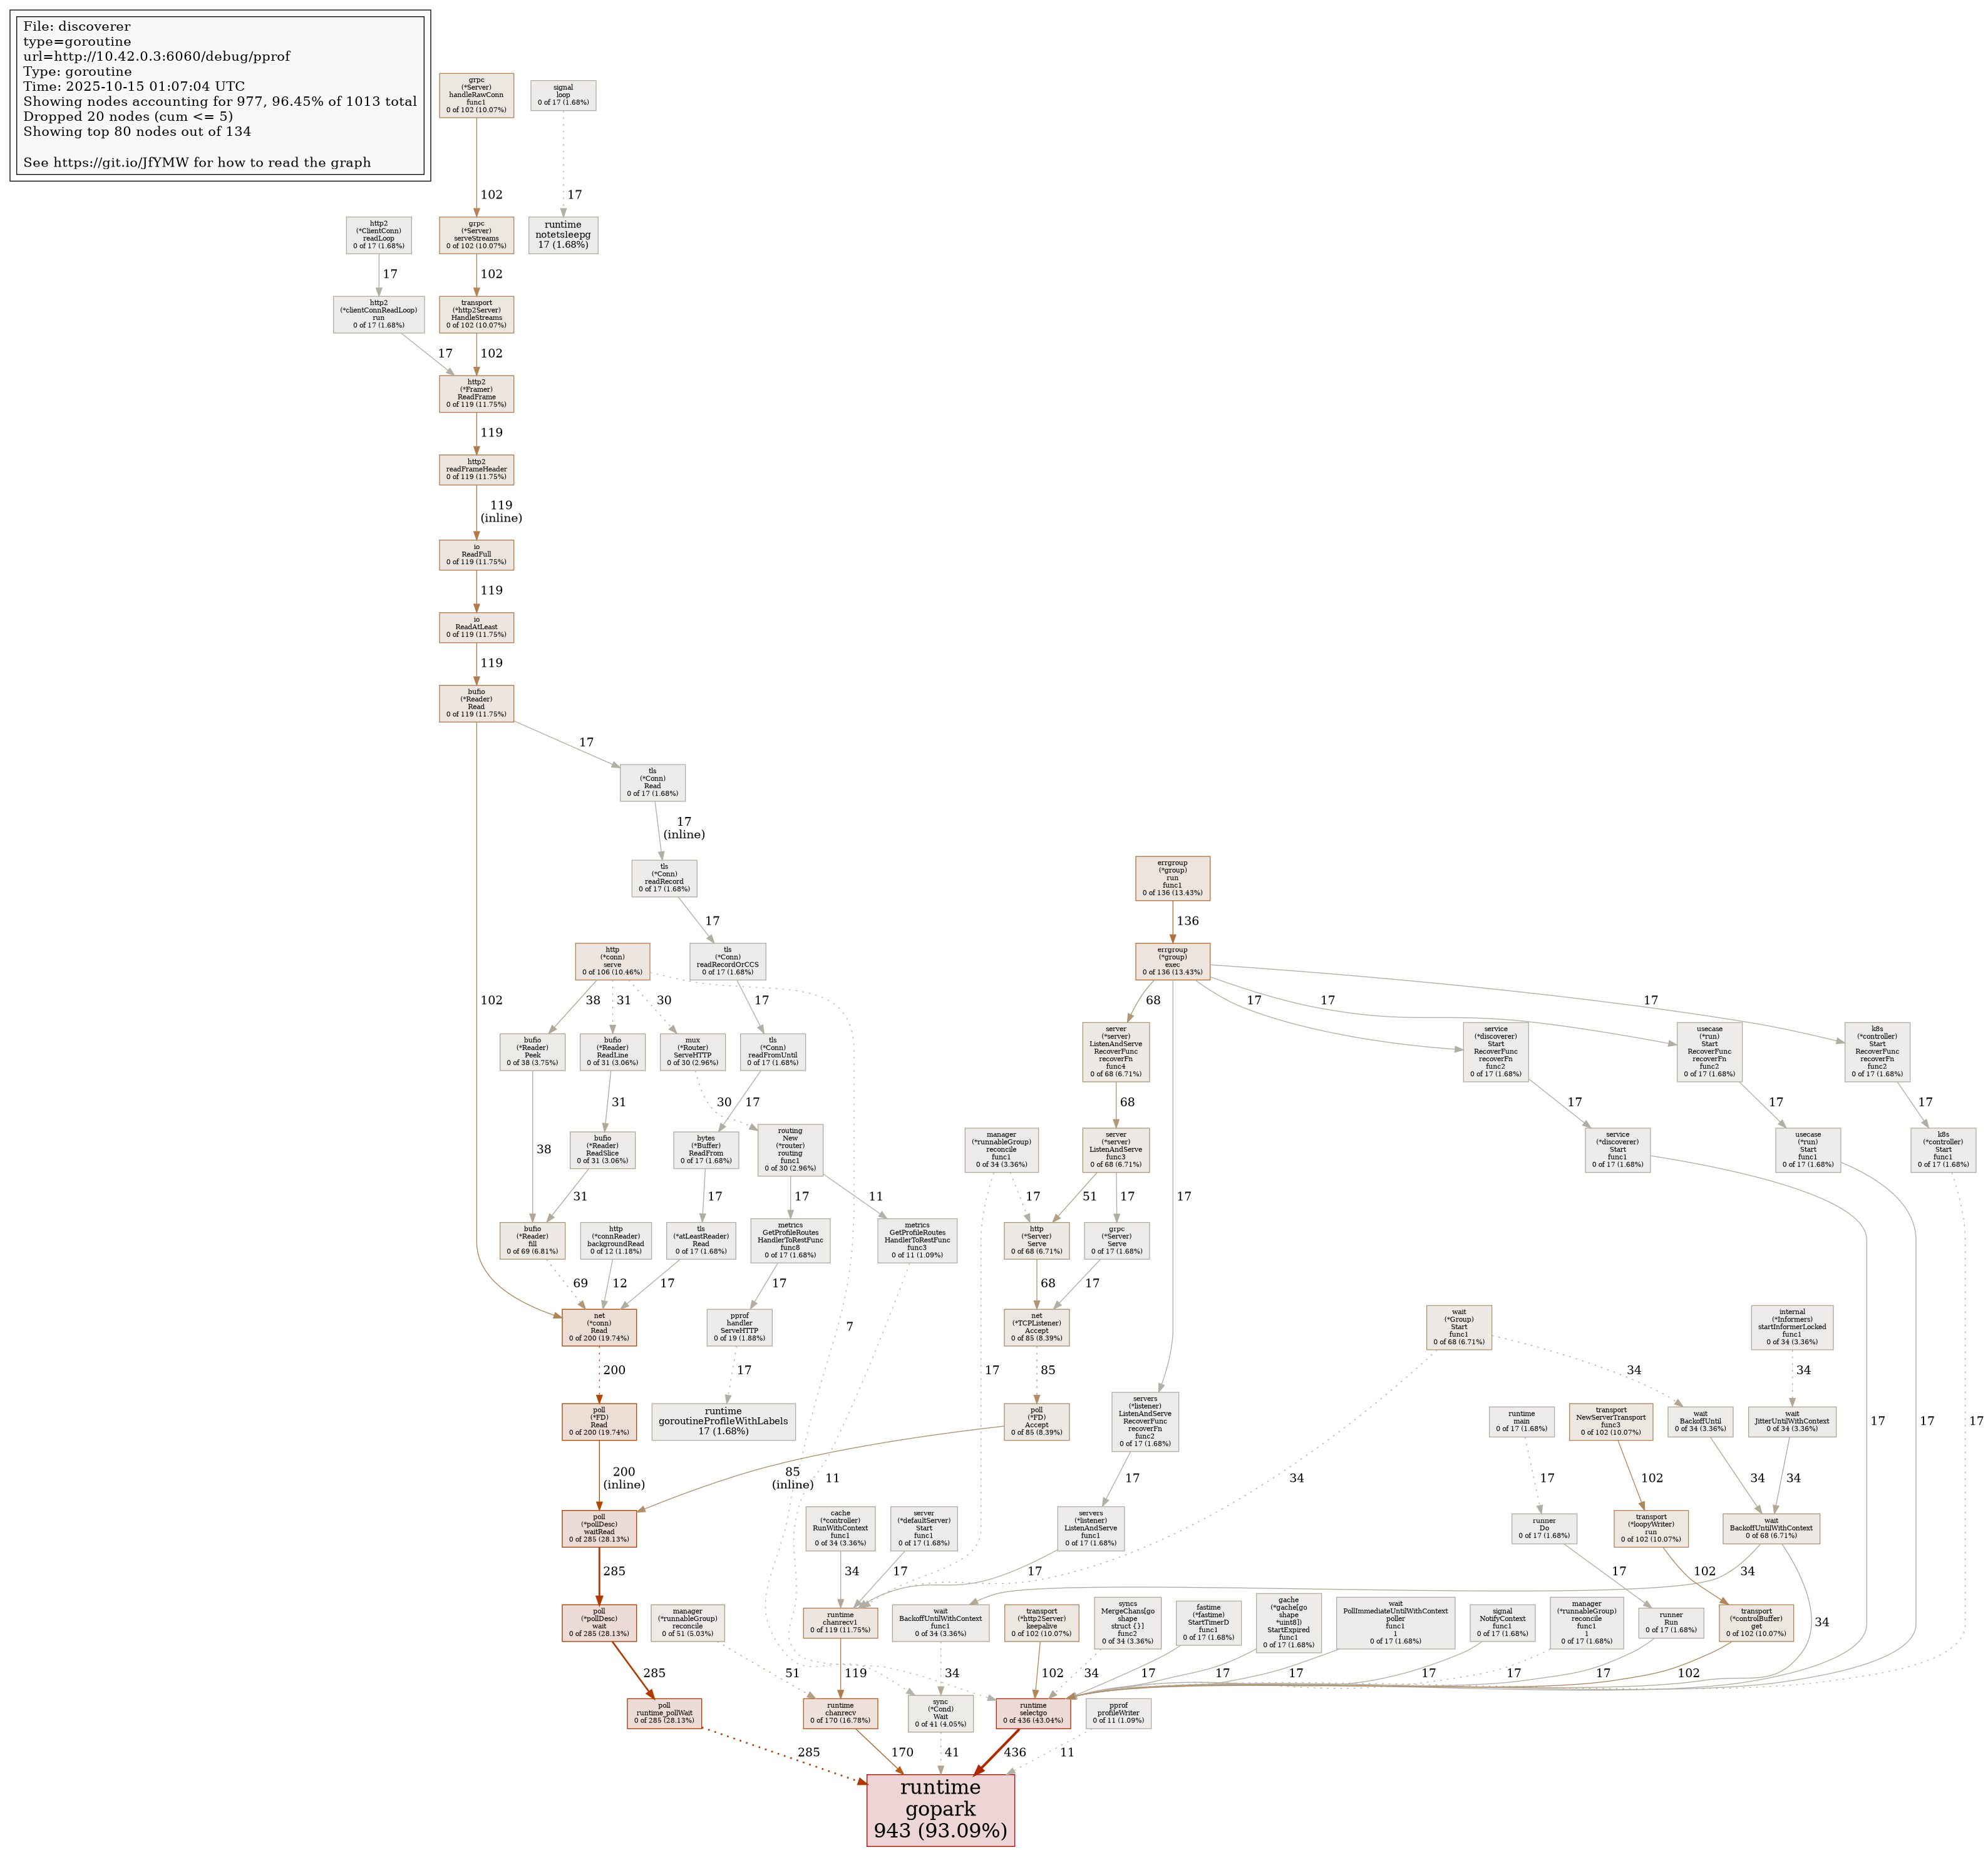 File: discoverer
type=goroutine
url=http://10.42.0.3:6060/debug/pprof
Type: goroutine
Time: 2025-10-15 01:07:04 UTC
Showing nodes accounting for 977, 96.45% of 1013 total
Dropped 20 nodes (cum <= 5)
Showing top 80 nodes out of 134
See https://git.io/JfYMW for how to read the graph
grpc
(*Server)
handleRawConn
func1
0 of 102 (10.07%)
signal
loop
0 of 17 (1.68%)
102
17
http2
(*ClientConn)
readLoop
0 of 17 (1.68%)
grpc
(*Server)
serveStreams
0 of 102 (10.07%)
runtime
notetsleepg
17 (1.68%)
17
102
http2
(*clientConnReadLoop)
run
0 of 17 (1.68%)
transport
(*http2Server)
HandleStreams
0 of 102 (10.07%)
17
102
http2
(*Framer)
ReadFrame
0 of 119 (11.75%)
119
http2
readFrameHeader
0 of 119 (11.75%)
119
(inline)
io
ReadFull
0 of 119 (11.75%)
119
io
ReadAtLeast
0 of 119 (11.75%)
119
bufio
(*Reader)
Read
0 of 119 (11.75%)
17
tls
(*Conn)
Read
0 of 17 (1.68%)
17
(inline)
tls
(*Conn)
readRecord
0 of 17 (1.68%)
errgroup
(*group)
run
func1
0 of 136 (13.43%)
17
136
http
(*conn)
serve
0 of 106 (10.46%)
tls
(*Conn)
readRecordOrCCS
0 of 17 (1.68%)
errgroup
(*group)
exec
0 of 136 (13.43%)
102
38
31
30
17
68
17
17
17
bufio
(*Reader)
Peek
0 of 38 (3.75%)
bufio
(*Reader)
ReadLine
0 of 31 (3.06%)
mux
(*Router)
ServeHTTP
0 of 30 (2.96%)
tls
(*Conn)
readFromUntil
0 of 17 (1.68%)
server
(*server)
ListenAndServe
RecoverFunc
recoverFn
func4
0 of 68 (6.71%)
service
(*discoverer)
Start
RecoverFunc
recoverFn
func2
0 of 17 (1.68%)
usecase
(*run)
Start
RecoverFunc
recoverFn
func2
0 of 17 (1.68%)
k8s
(*controller)
Start
RecoverFunc
recoverFn
func2
0 of 17 (1.68%)
31
30
17
68
17
17
17
38
bufio
(*Reader)
ReadSlice
0 of 31 (3.06%)
bytes
(*Buffer)
ReadFrom
0 of 17 (1.68%)
routing
New
(*router)
routing
func1
0 of 30 (2.96%)
manager
(*runnableGroup)
reconcile
func1
0 of 34 (3.36%)
server
(*server)
ListenAndServe
func3
0 of 68 (6.71%)
service
(*discoverer)
Start
func1
0 of 17 (1.68%)
usecase
(*run)
Start
func1
0 of 17 (1.68%)
k8s
(*controller)
Start
func1
0 of 17 (1.68%)
31
17
17
11
17
51
17
17
bufio
(*Reader)
fill
0 of 69 (6.81%)
http
(*connReader)
backgroundRead
0 of 12 (1.18%)
tls
(*atLeastReader)
Read
0 of 17 (1.68%)
metrics
GetProfileRoutes
HandlerToRestFunc
func8
0 of 17 (1.68%)
metrics
GetProfileRoutes
HandlerToRestFunc
func3
0 of 11 (1.09%)
http
(*Server)
Serve
0 of 68 (6.71%)
grpc
(*Server)
Serve
0 of 17 (1.68%)
69
12
17
17
68
17
net
(*conn)
Read
0 of 200 (19.74%)
pprof
handler
ServeHTTP
0 of 19 (1.88%)
7
net
(*TCPListener)
Accept
0 of 85 (8.39%)
wait
(*Group)
Start
func1
0 of 68 (6.71%)
internal
(*Informers)
startInformerLocked
func1
0 of 34 (3.36%)
200
17
17
85
34
34
poll
(*FD)
Read
0 of 200 (19.74%)
runtime
goroutineProfileWithLabels
17 (1.68%)
poll
(*FD)
Accept
0 of 85 (8.39%)
servers
(*listener)
ListenAndServe
RecoverFunc
recoverFn
func2
0 of 17 (1.68%)
runtime
main
0 of 17 (1.68%)
transport
NewServerTransport
func3
0 of 102 (10.07%)
wait
BackoffUntil
0 of 34 (3.36%)
wait
JitterUntilWithContext
0 of 34 (3.36%)
17
17
17
200
(inline)
85
(inline)
11
17
34
17
102
34
34
poll
(*pollDesc)
waitRead
0 of 285 (28.13%)
cache
(*controller)
RunWithContext
func1
0 of 34 (3.36%)
server
(*defaultServer)
Start
func1
0 of 17 (1.68%)
servers
(*listener)
ListenAndServe
func1
0 of 17 (1.68%)
runner
Do
0 of 17 (1.68%)
transport
(*loopyWriter)
run
0 of 102 (10.07%)
wait
BackoffUntilWithContext
0 of 68 (6.71%)
285
34
17
17
17
102
34
poll
(*pollDesc)
wait
0 of 285 (28.13%)
manager
(*runnableGroup)
reconcile
0 of 51 (5.03%)
runtime
chanrecv1
0 of 119 (11.75%)
wait
BackoffUntilWithContext
func1
0 of 34 (3.36%)
transport
(*http2Server)
keepalive
0 of 102 (10.07%)
syncs
MergeChans[go
shape
struct {}]
func2
0 of 34 (3.36%)
fastime
(*fastime)
StartTimerD
func1
0 of 17 (1.68%)
gache
(*gache[go
shape
*uint8])
StartExpired
func1
0 of 17 (1.68%)
wait
PollImmediateUntilWithContext
poller
func1
1
0 of 17 (1.68%)
signal
NotifyContext
func1
0 of 17 (1.68%)
manager
(*runnableGroup)
reconcile
func1
1
0 of 17 (1.68%)
runner
Run
0 of 17 (1.68%)
transport
(*controlBuffer)
get
0 of 102 (10.07%)
34
285
51
119
34
102
34
17
17
17
17
17
17
102
poll
runtime_pollWait
0 of 285 (28.13%)
runtime
chanrecv
0 of 170 (16.78%)
sync
(*Cond)
Wait
0 of 41 (4.05%)
runtime
selectgo
0 of 436 (43.04%)
pprof
profileWriter
0 of 11 (1.09%)
285
170
41
436
11
runtime
gopark
943 (93.09%)